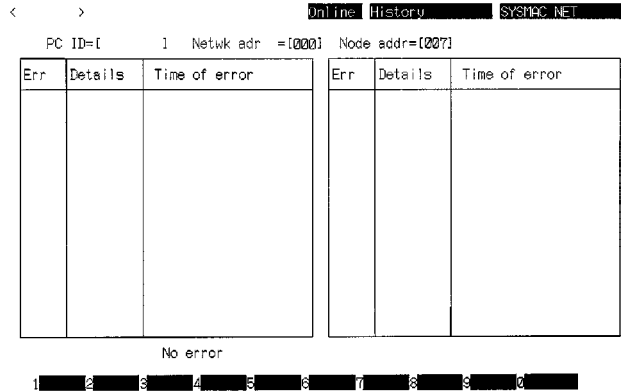 < > Online History SYSMAC NET
PC ID=[ ] Netwk adr =[000] Node addr=[007]
Err Details Time of error Err Details Time of error
No error
1 2 3 4 5 6 7 8 9 0